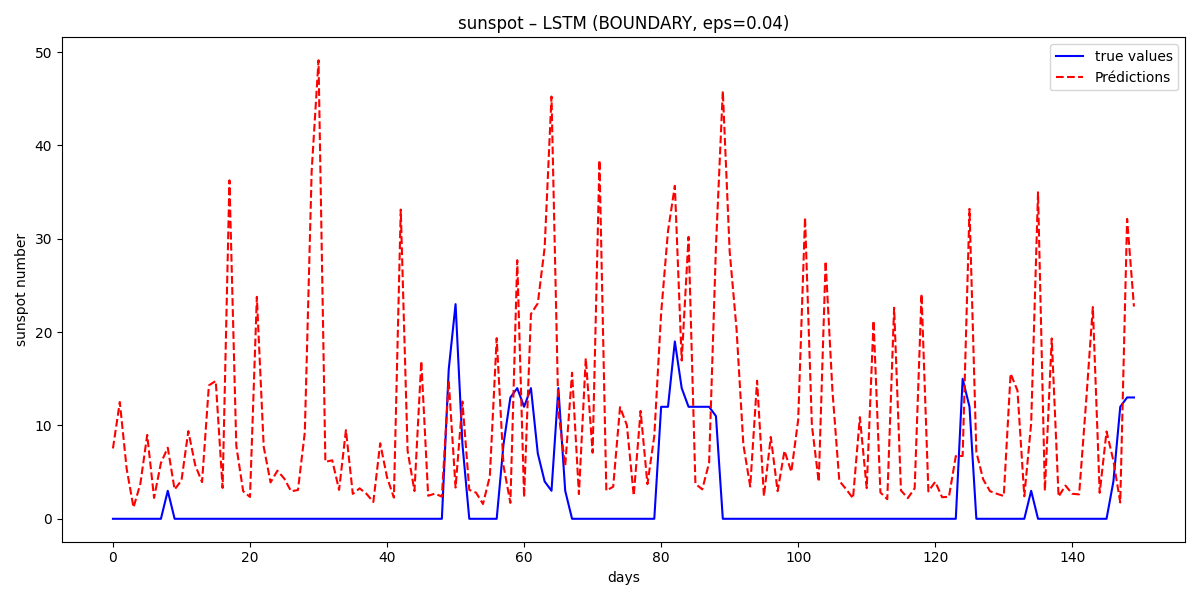 sunspot – LSTM (BOUNDARY, eps=0.04)
true values
Prédictions
sunspot number
50
40
30
20
10
0
0 20 40 60 80 100 120 140
days